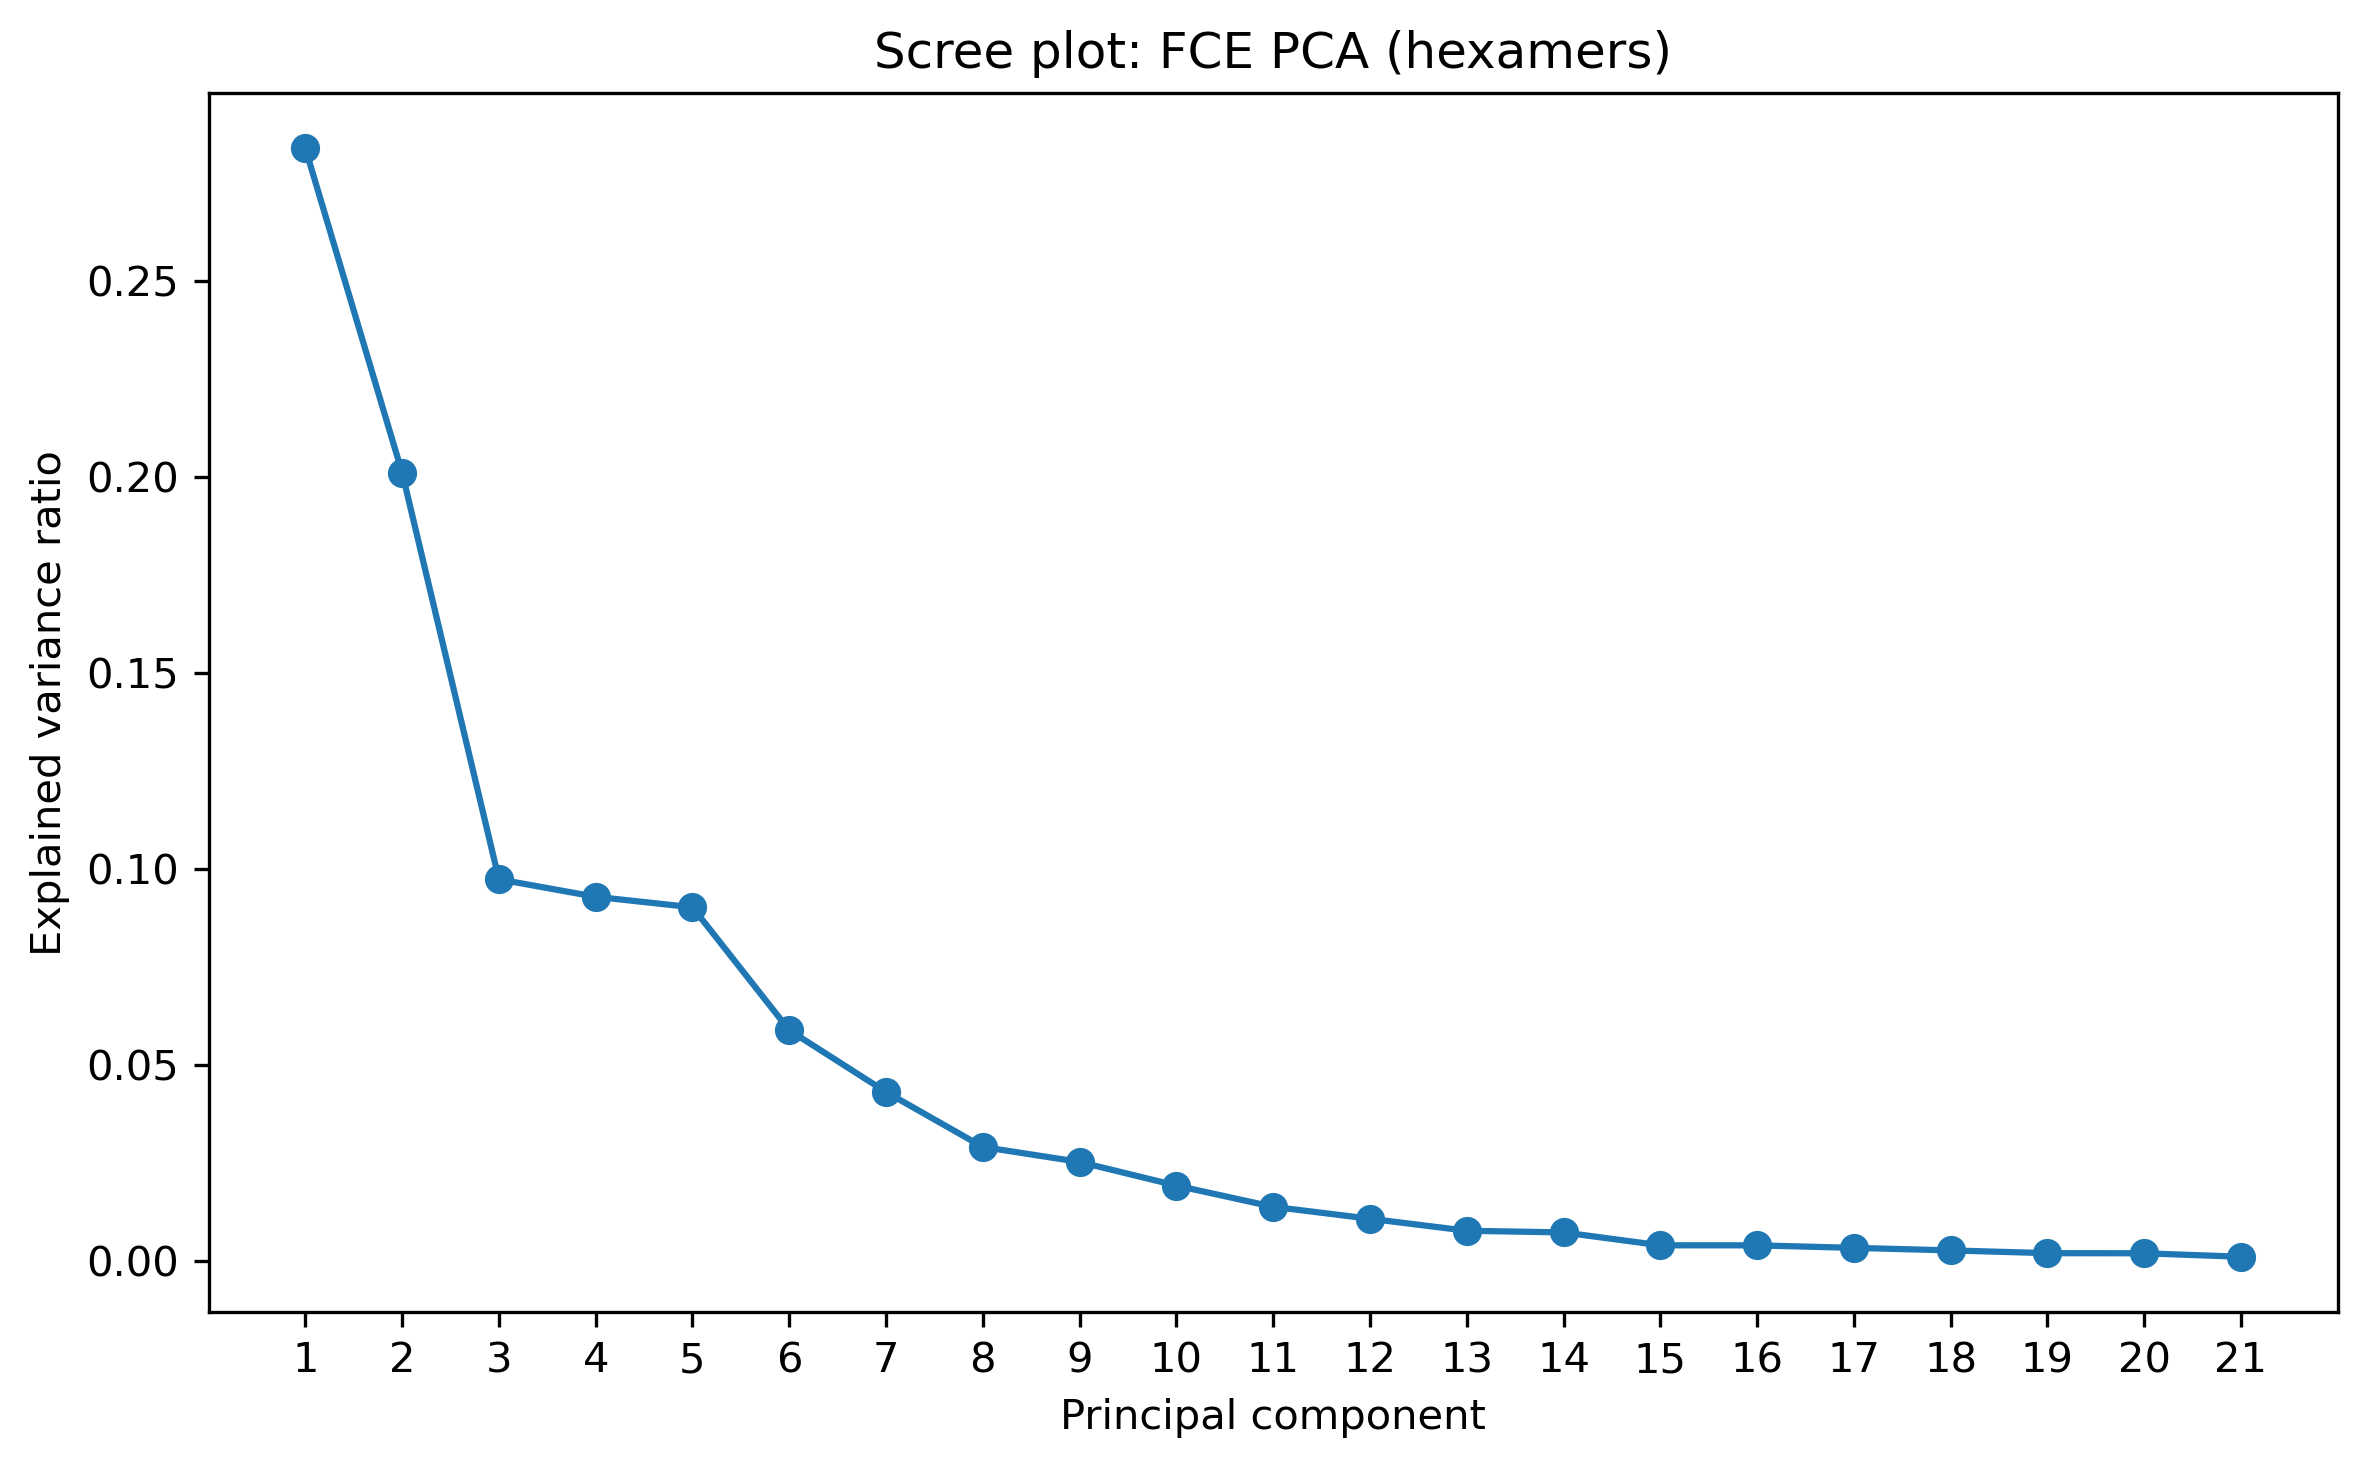 Scree plot: FCE PCA (hexamers)
Explained variance ratio
0.25
0.20
0.15
0.10
0.05
0.00
1 2 3 4 5 6 7 8 9 10 11 12 13 14 15 16 17 18 19 20 21
Principal component